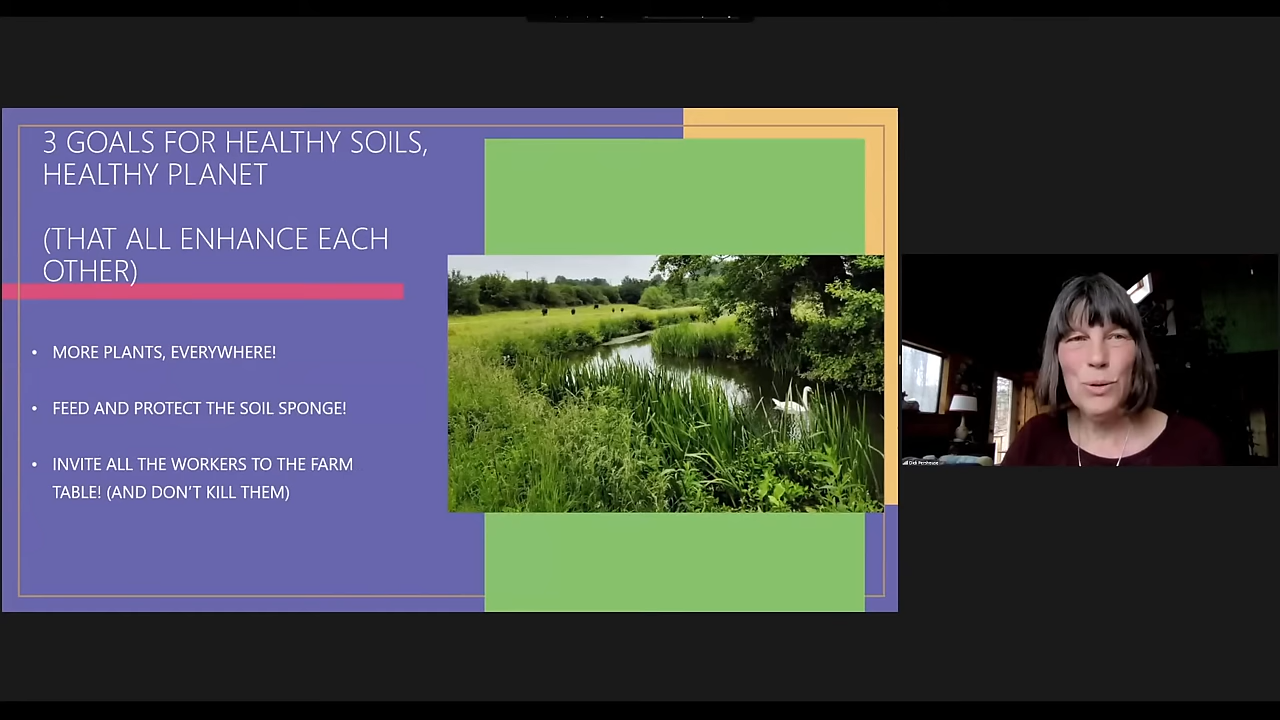 3 GOALS FOR HEALTHY SOILS,
HEALTHY PLANET
(THAT ALL ENHANCE EACH
OTHER)
• MORE PLANTS, EVERYWHERE!
• FEED AND PROTECT THE SOIL SPONGE!
• INVITE ALL THE WORKERS TO THE FARM
TABLE! (AND DON'T KILL THEM)